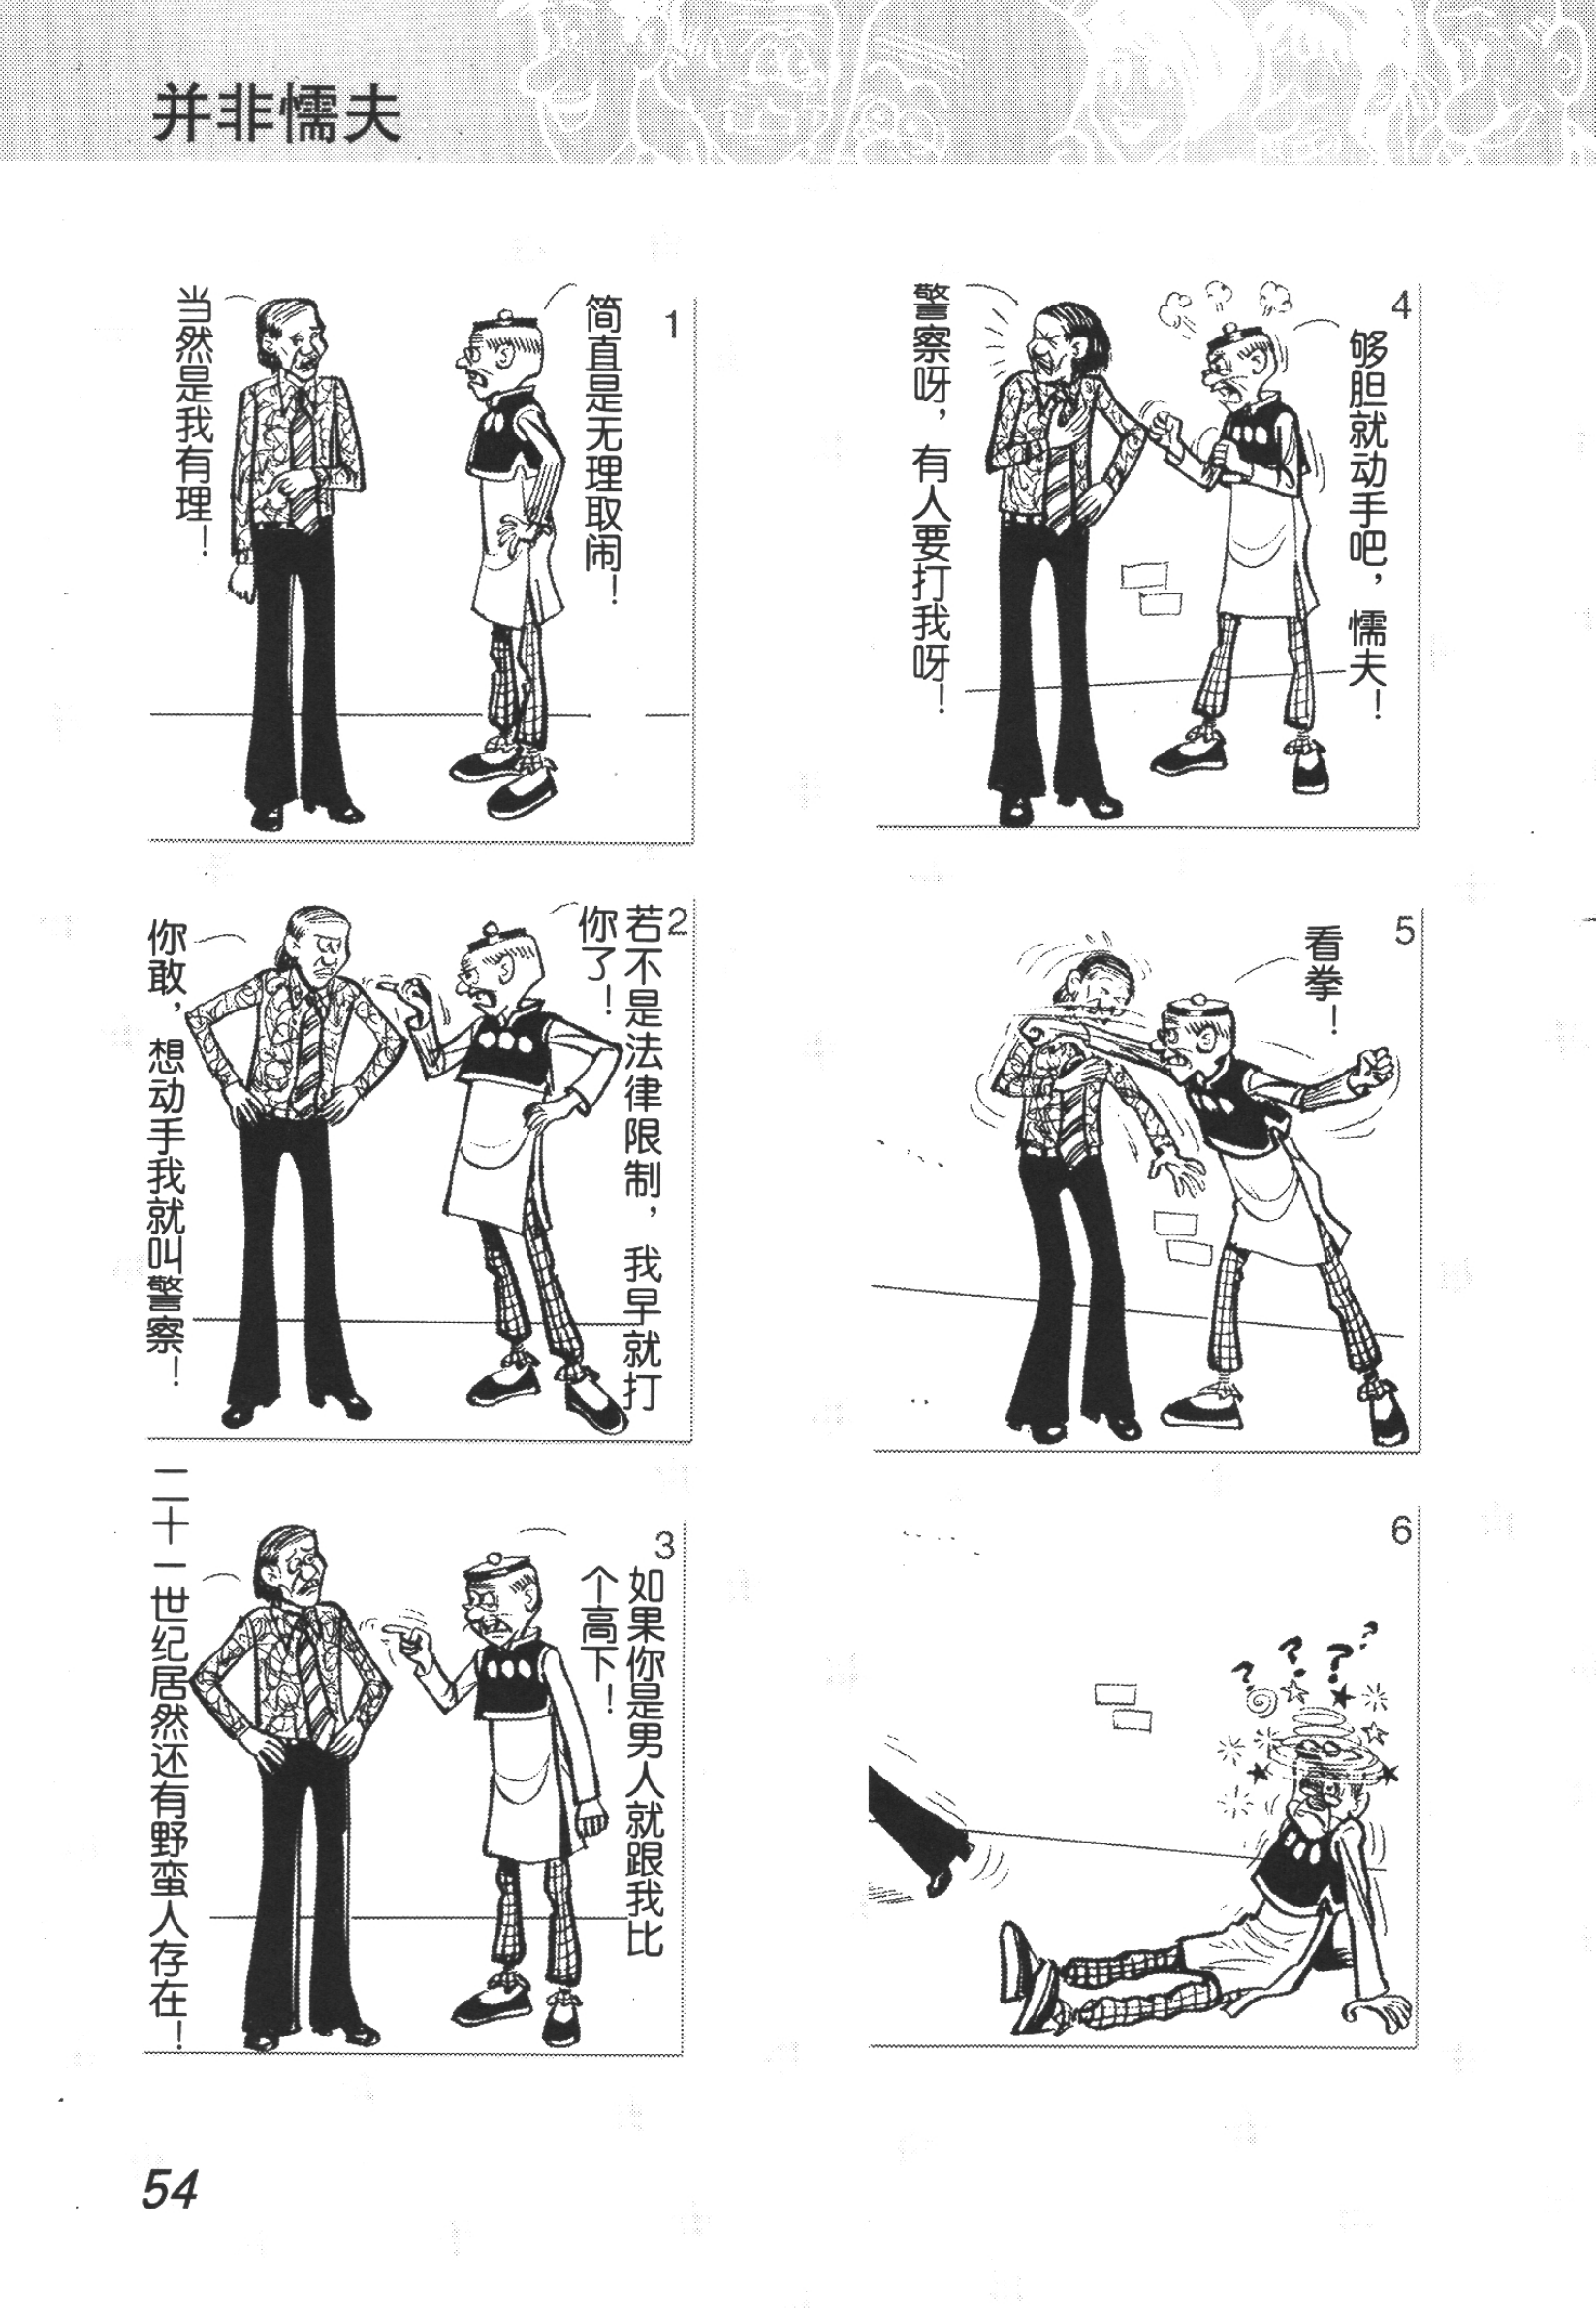 并非懦夫
1
简直是无理取闹！
当然是我有理！
2
若不是法律限制，我早就打
你了！
你敢，想动手我就叫警察！
3
如果你是男人就跟我比
个高下！
二十一世纪居然还有野蛮人存在！
4
够胆就动手吧，懦夫！
警察呀，有人要打我呀！
5
看拳！
6
? ? ? ?
54